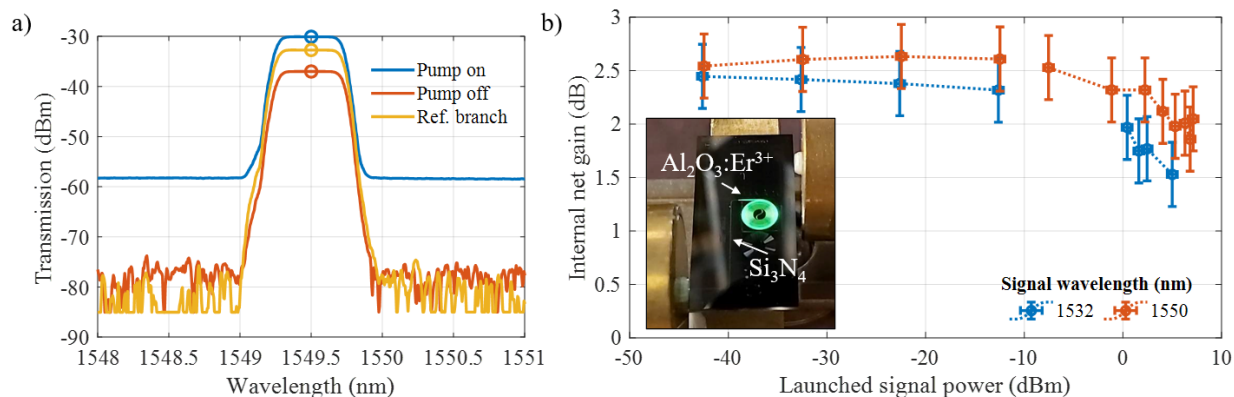 a)
-30
-40
-50
-60
-70
-80
-90
Transmission (dBm)
Pump on
Pump off
Ref. branch
1548 1548.5 1549 1549.5 1550 1550.5 1551
Wavelength (nm)
b)
3
2.5
2
1.5
1
0.5
0
Internal net gain (dB)
Al₂O₃:Er³⁺
Si₃N₄
Signal wavelength (nm)
1532 1550
-50 -40 -30 -20 -10 0 10
Launched signal power (dBm)